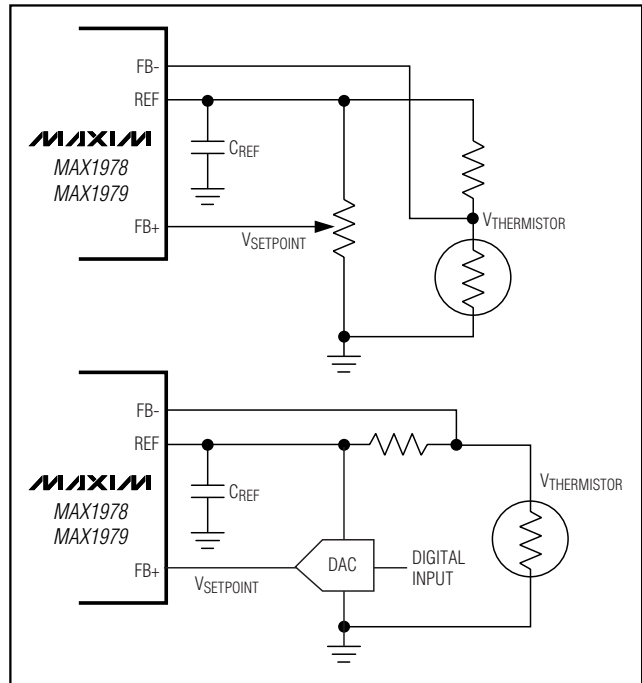 FB-
REF
MAXIM
MAX1978
MAX1979
CREF
FB+
VSETPOINT
VTHERMISTOR
FB-
REF
MAXIM
MAX1978
MAX1979
CREF
FB+
VSETPOINT
DAC
DIGITAL
INPUT
VTHERMISTOR